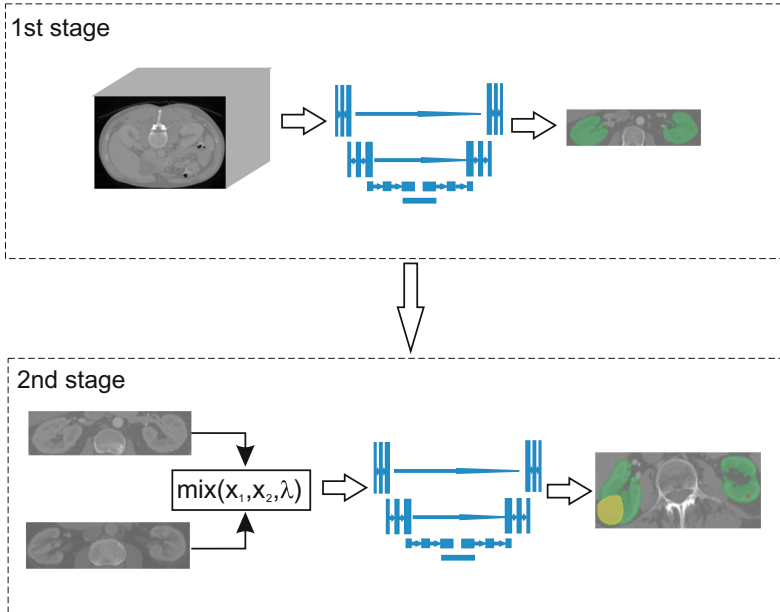 1st stage
2nd stage
mix(x₁,x₂,λ)